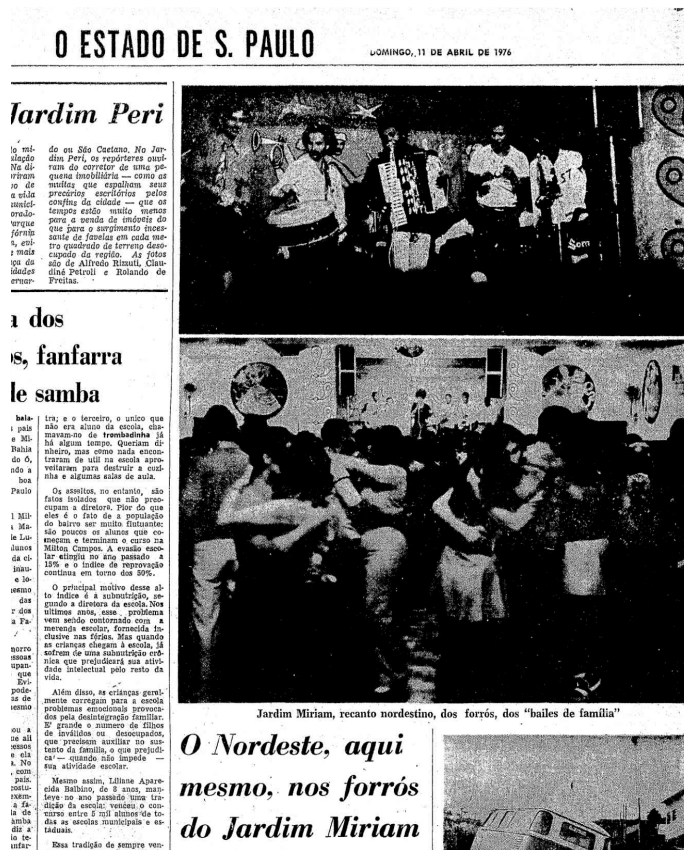 O ESTADO DE S. PAULO
DOMINGO, 11 DE ABRIL DE 1976
Jardim Peri
do ou São Caetano. No Jar-
dim Peri, os repórteres ouvi-
ram do corretor de uma pe-
quena imobiliária — como as
muitas que espalham seus
precários escritórios pelos
confins da cidade — que os
tempos estão muito menos
para a venda de imóveis do
que para o surgimento inces-
sante de favelas em cada me-
tro quadrado de terreno deso-
cupado da região. As fotos
são de Alfredo Rizutti, Clau-
diné Petroli e Rolando de
Freitas.
a dos
os, fanfarra
de samba
tra; e o terceiro, o unico que
não era aluno da escola, cha-
mavam-no de trombadinha já
há algum tempo. Queriam di-
nheiro, mas como nada encon-
traram de util na escola apro-
veitaram para destruir a cozi-
nha e algumas salas de aula.
Os assaltos, no entanto, são
fatos isolados que não preo-
cupam a diretora. Pior do que
eles é o fato de a população
do bairro ser muito flutuante:
são poucos os alunos que co-
meçam e terminam o curso na
Milton Campos. A evasão esco-
lar atingiu no ano passado a
15% e o indice de reprovação
continua em torno dos 50%.
O principal motivo desse al-
to indice é a subnutrição, se-
gundo a diretora da escola. Nos
ultimos anos, esse problema
vem sendo contornado com a
merenda escolar, fornecida in-
clusive nas férias. Mas quando
as crianças chegam à escola, já
sofrem de uma subnutrição crô-
nica que prejudicará sua ativi-
dade intelectual pelo resto da
vida.
Além disso, as crianças geral-
mente carregam para a escola
problemas emocionais provoca-
dos pela desintegração familiar.
E' grande o numero de filhos
de inválidos ou desocupados,
que precisam auxiliar no sus-
tento da família, o que prejudi-
ca — quando não impede —
sua atividade escolar.
Mesmo assim, Liliane Apare-
cida Balbino, de 8 anos, man-
teve no ano passado uma tra-
dição da escola: venceu o con-
curso entre 5 mil alunos de to-
das as escolas municipais e es-
taduais.
Essa tradição de sempre ven-
Som
Jardim Miriam, recanto nordestino, dos forrós, dos "bailes de família"
O Nordeste, aqui
mesmo, nos forrós
do Jardim Miriam